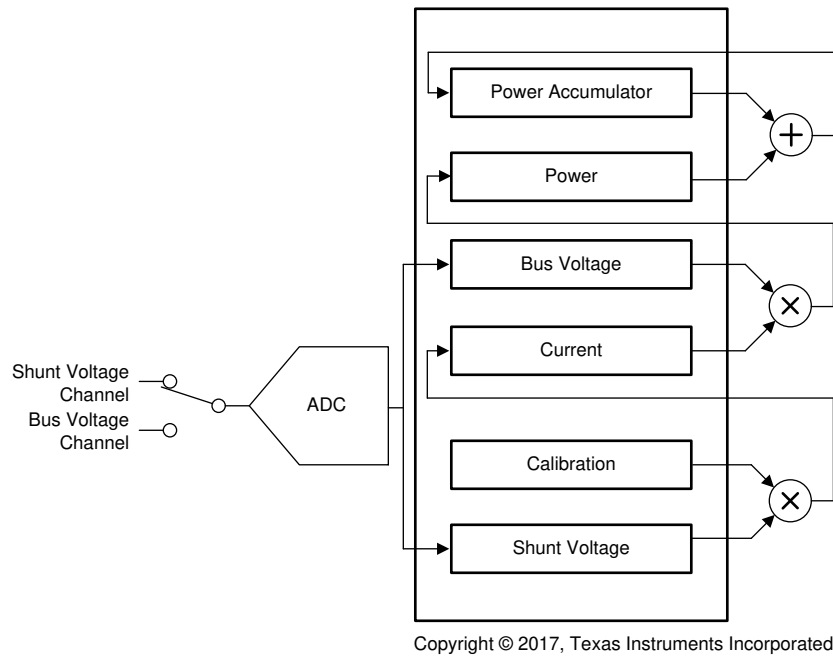 Power Accumulator
Power
Bus Voltage
Current
Shunt Voltage
Channel
Bus Voltage
Channel
ADC
Calibration
Shunt Voltage
Copyright © 2017, Texas Instruments Incorporated